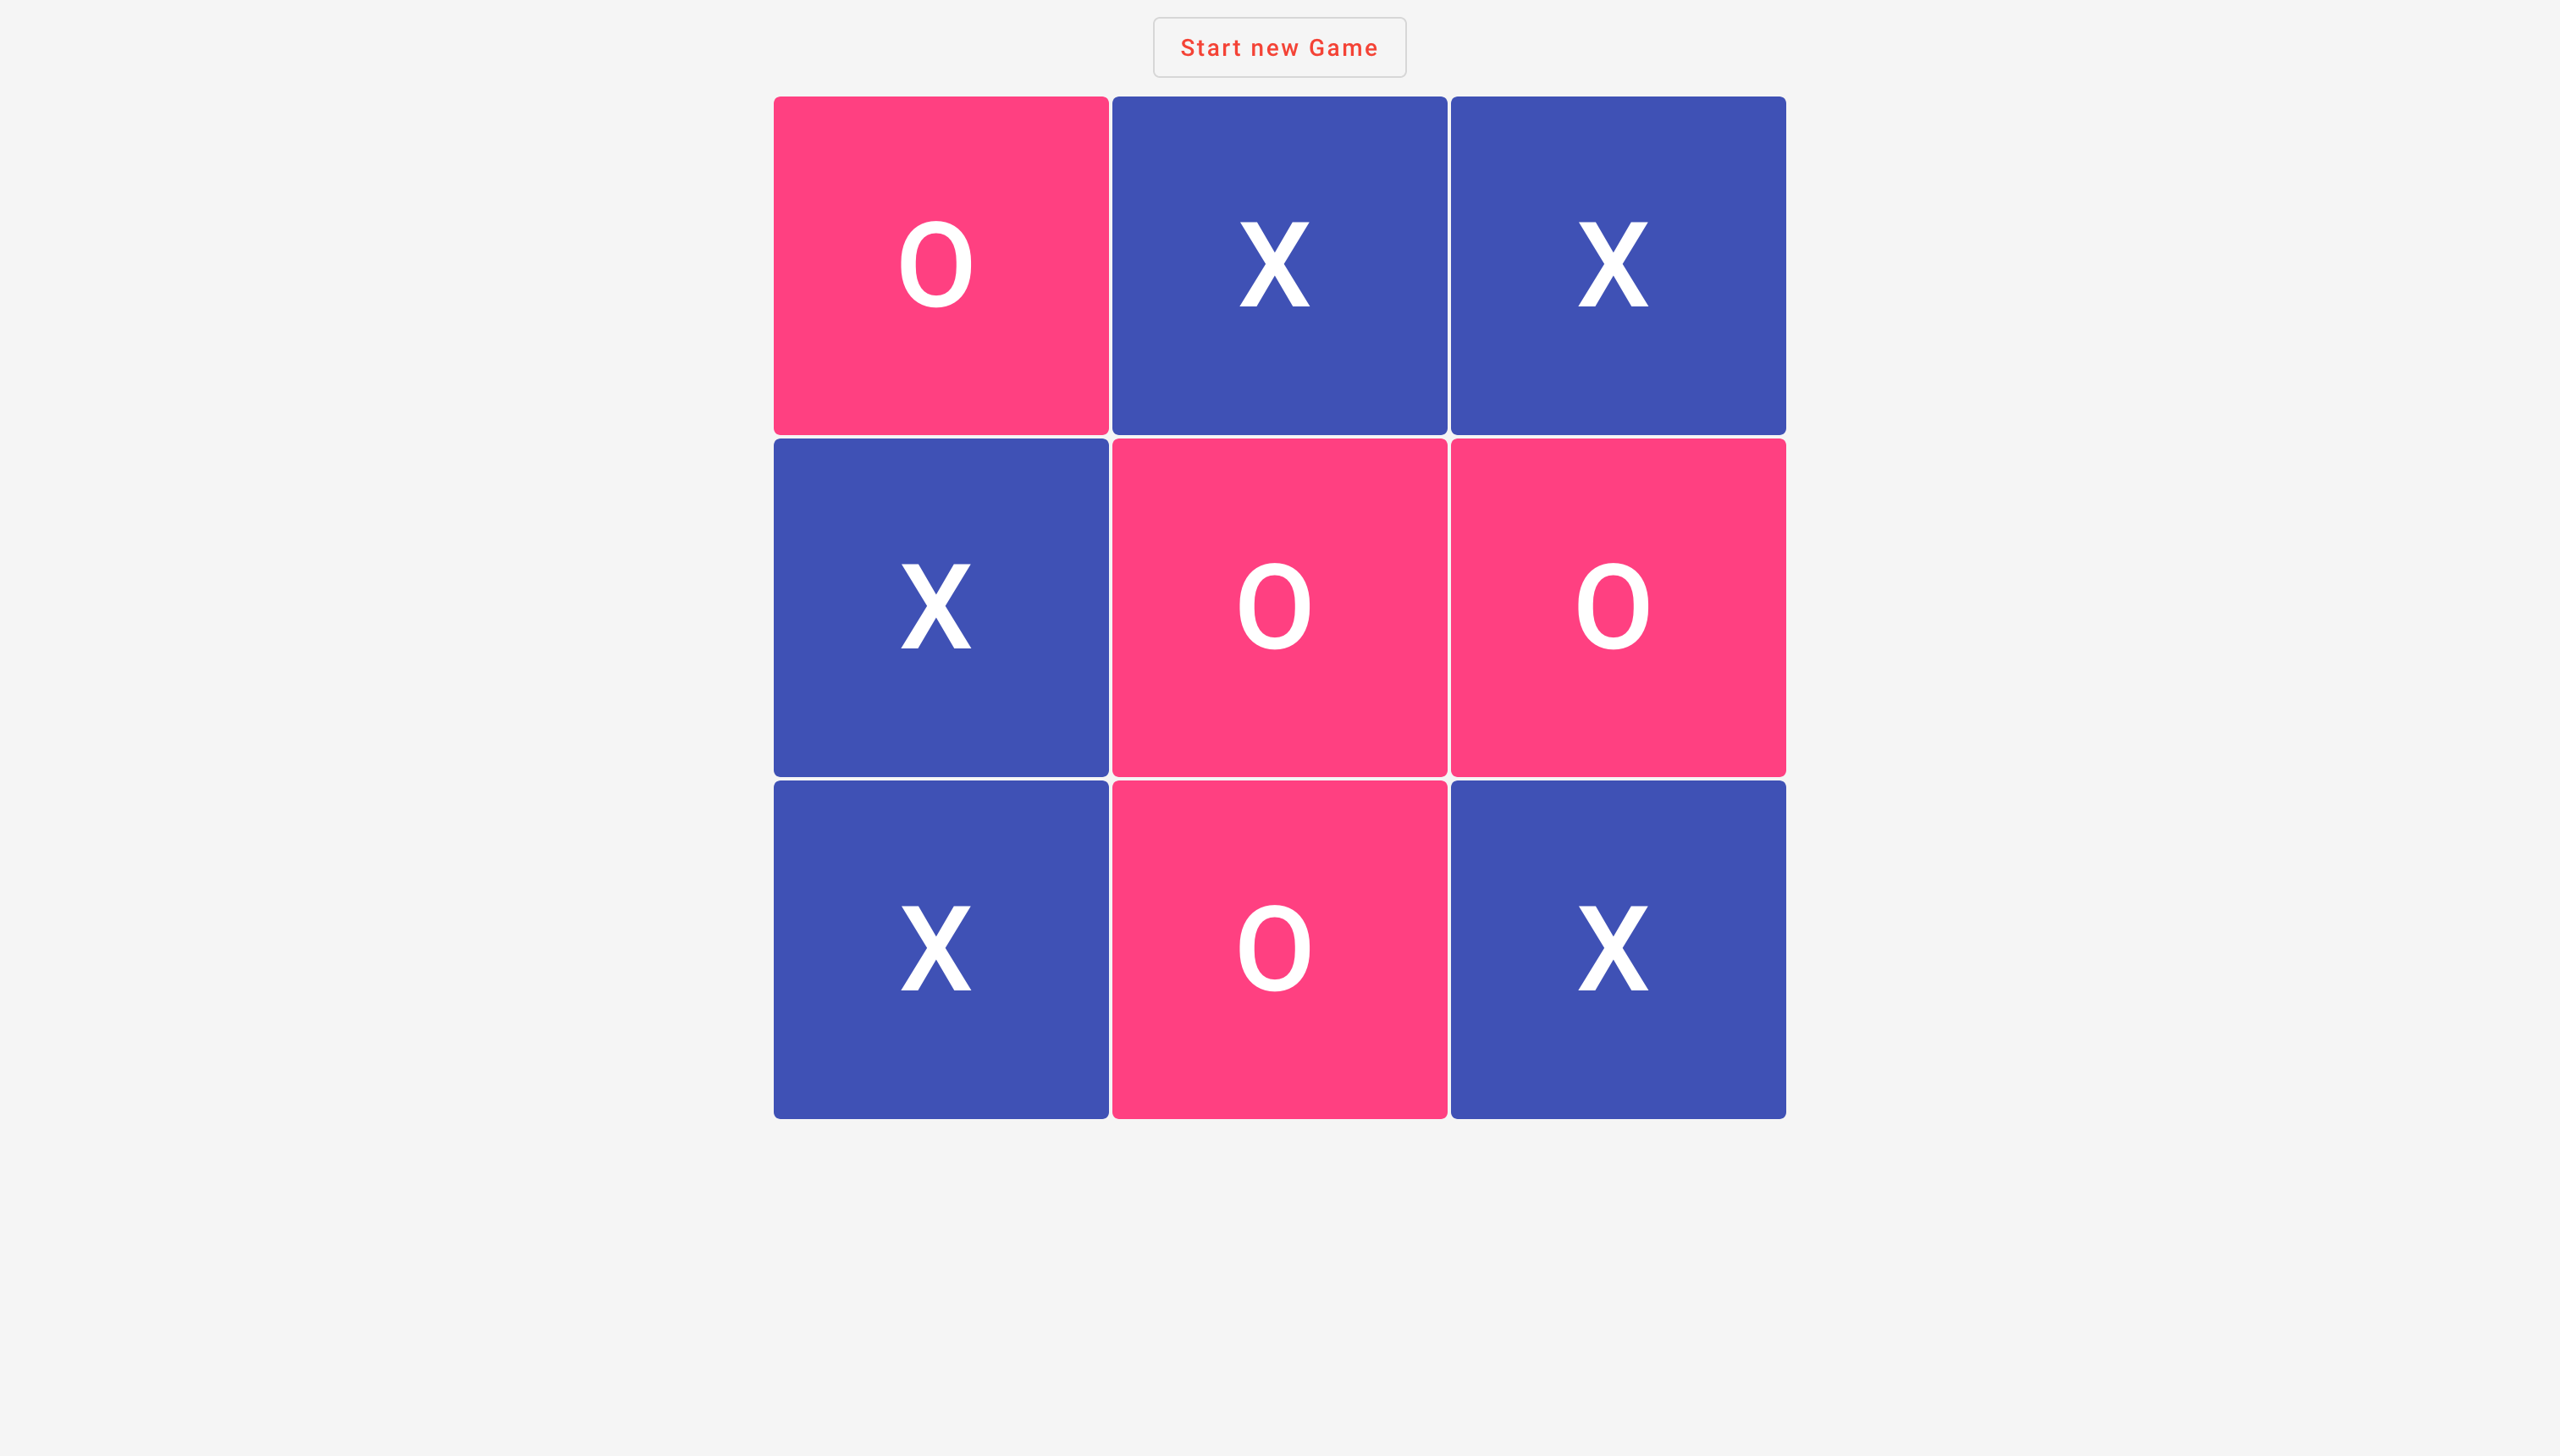 Start new Game
O X X
X O O
X O X